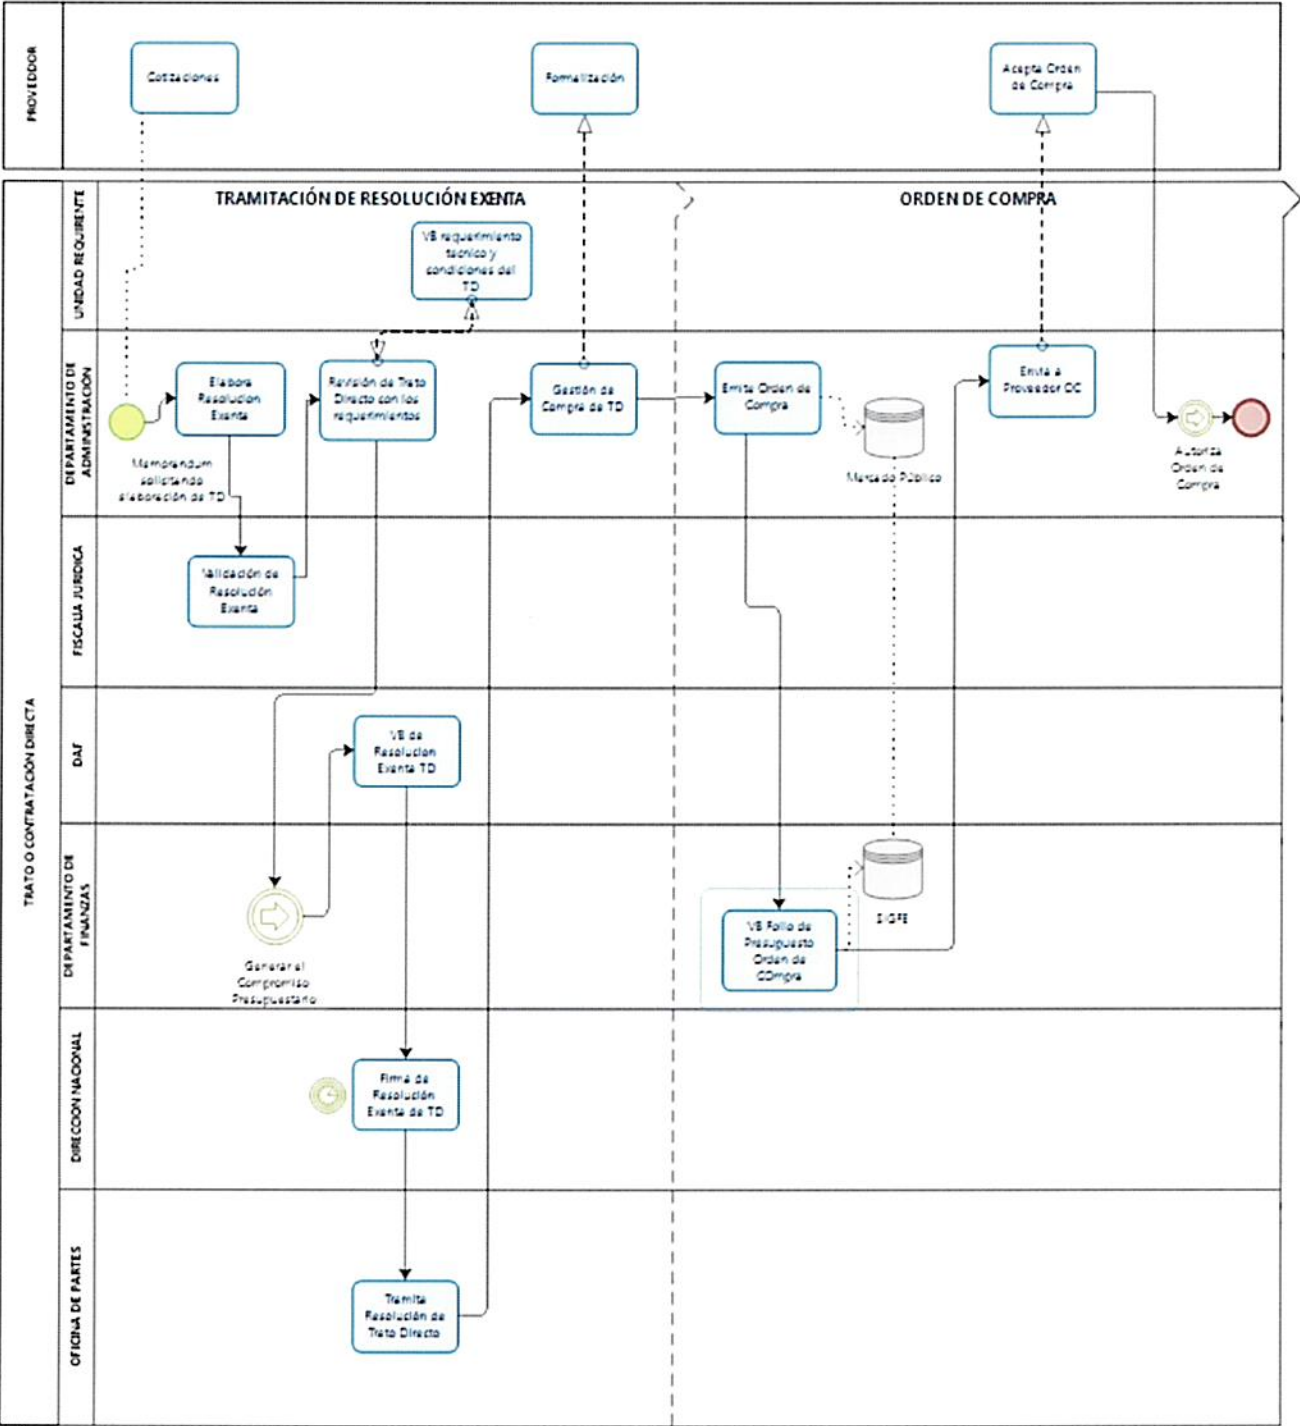 PROVEDDOR
Cotizaciones
Formalización
Acepta Orden
de Compra
TRATO O CONTRATACIÓN DIRECTA
TRAMITACIÓN DE RESOLUCIÓN EXENTA
ORDEN DE COMPRA
UNIDAD REQUIRENTE
VB requerimiento
técnico y
condiciones del
TD
DEPARTAMENTO DE
ADMINISTRACIÓN
Elabora
Resolucion
Exenta
Revisión de Trato
Directo con los
requerimientos
Gestión de
Compra de TD
Emite Orden de
Compra
Envia a
Proveedor OC
Memorandum
solicitando
elaboración de TD
Mercado Público
Autoriza
Orden de
Compra
FISCALIA JURIDICA
Validación de
Resolución
Exenta
DAF
VB de
Resolucion
Exenta TD
DEPARTAMENTO DE
FINANZAS
Generar el
Compromiso
Presupuestario
VB Folio de
Presupuesto
Orden de
COmpra
SIGFE
DIRECCION NACIONAL
Firma de
Resolución
Exenta de TD
OFICINA DE PARTES
Tramita
Resolución de
Trato Directo